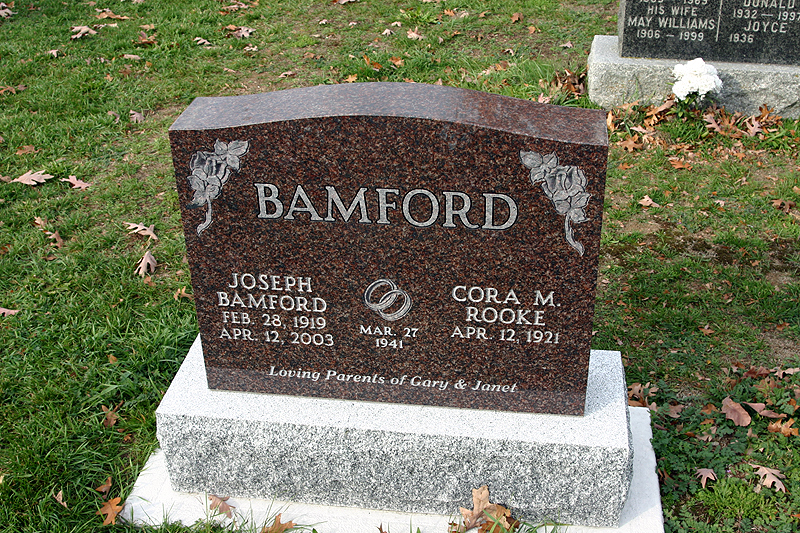 BAMFORD
JOSEPH
BAMFORD
FEB. 28, 1919
APR. 12, 2003
MAR. 27
1941
CORA M.
ROOKE
APR. 12, 1921
Loving Parents of Gary & Janet
HIS WIFE
MAY WILLIAMS
1906 – 1999
DONALD
1932 – 1997
JOYCE
1936